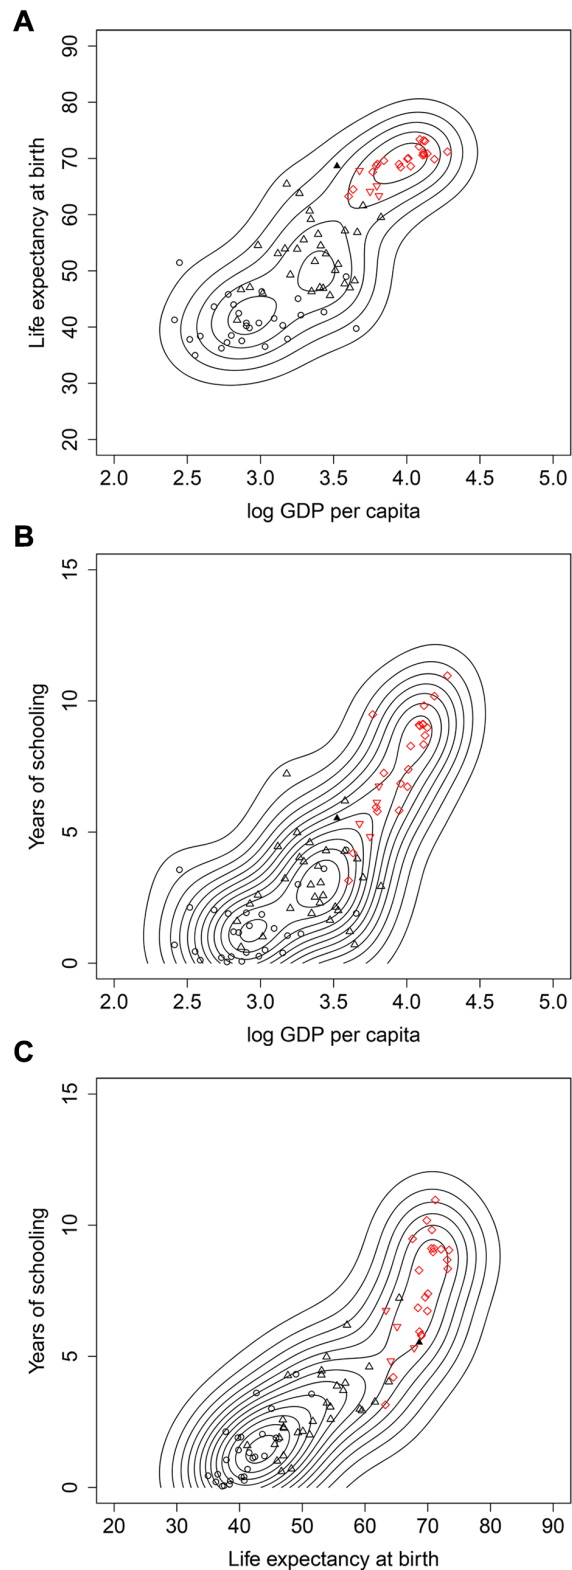 A
90
80
70
60
50
40
30
20
Life expectancy at birth
2.0 2.5 3.0 3.5 4.0 4.5 5.0
log GDP per capita
B
15
10
5
0
Years of schooling
2.0 2.5 3.0 3.5 4.0 4.5 5.0
log GDP per capita
C
15
10
5
0
Years of schooling
20 30 40 50 60 70 80 90
Life expectancy at birth